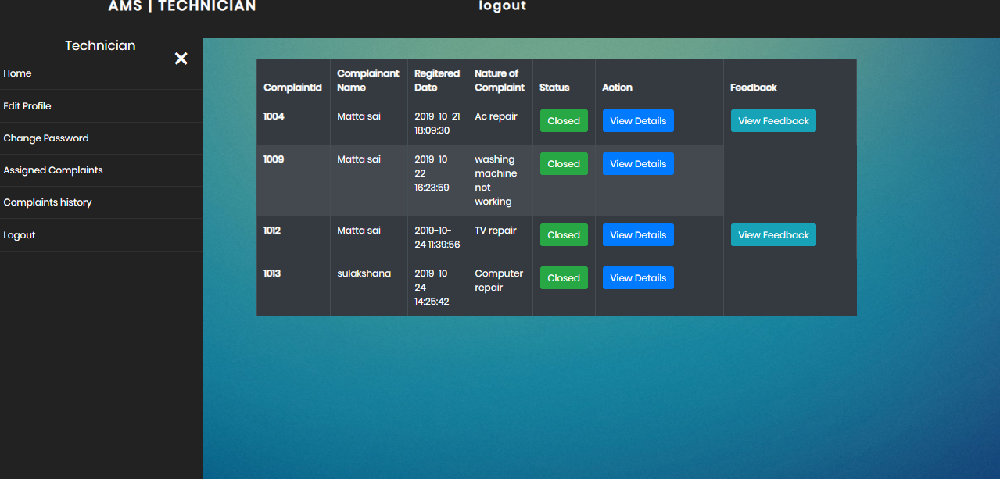 AMS | TECHNICIAN
logout
Technician
Home
Edit Profile
Change Password
Assigned Complaints
Complaints history
Logout
ComplaintId
Complainant
Name
Regitered
Date
Nature of
Complaint
Status
Action
Feedback
1004
Matta sai
2019-10-21
18:09:30
Ac repair
Closed
View Details
View Feedback
1009
Matta sai
2019-10-
22
16:23:59
washing
machine
not
working
Closed
View Details
1012
Matta sai
2019-10-
24 11:39:56
TV repair
Closed
View Details
View Feedback
1013
sulakshana
2019-10-
24
14:25:42
Computer
repair
Closed
View Details